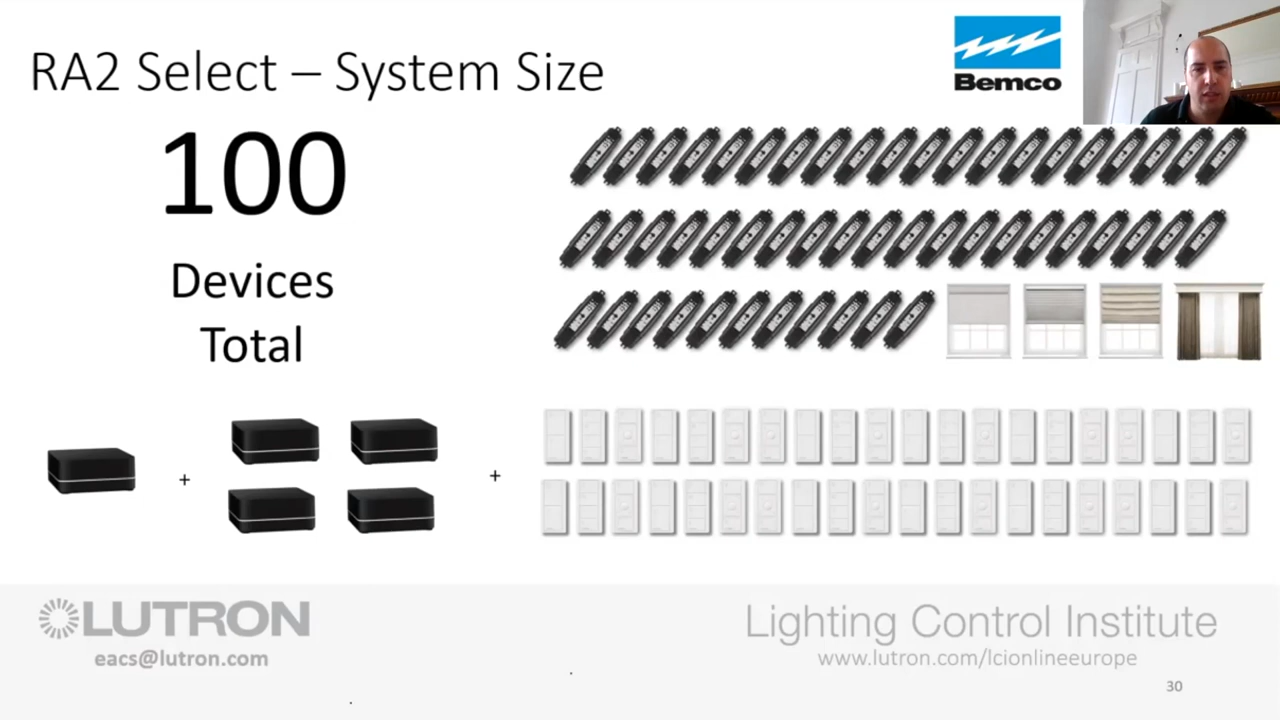 RA2 Select – System Size
Bemco
100
Devices
Total
+
+
LUTRON
eacs@lutron.com
Lighting Control Institute
www.lutron.com/lcionlineeurope
30